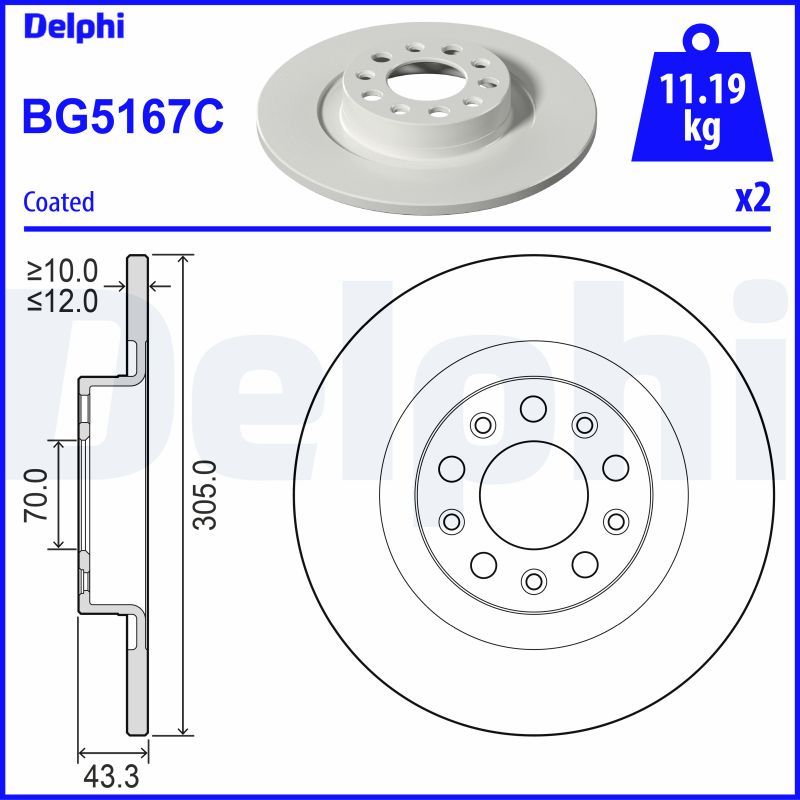 Delphi
BG5167C
Coated
11.19
kg
x2
≥10.0
≤12.0
70.0
305.0
43.3
Delphi